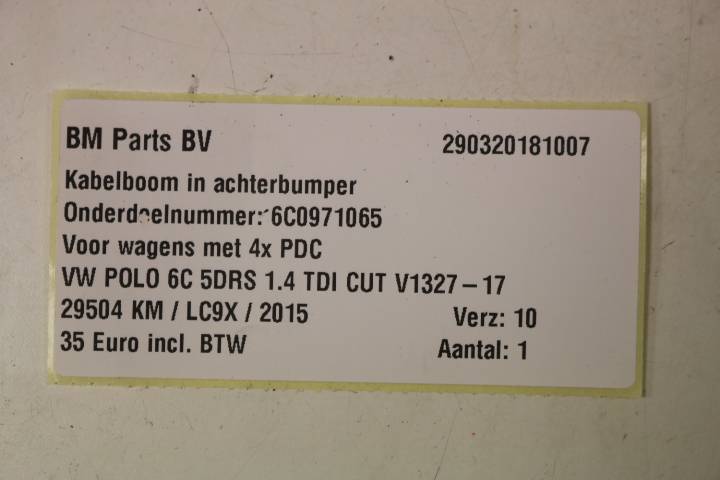 BM Parts BV 290320181007
Kabelboom in achterbumper
Onderdeelnummer: 6C0971065
Voor wagens met 4x PDC
VW POLO 6C 5DRS 1.4 TDI CUT V1327-17
29504 KM / LC9X / 2015 Verz: 10
35 Euro incl. BTW Aantal: 1